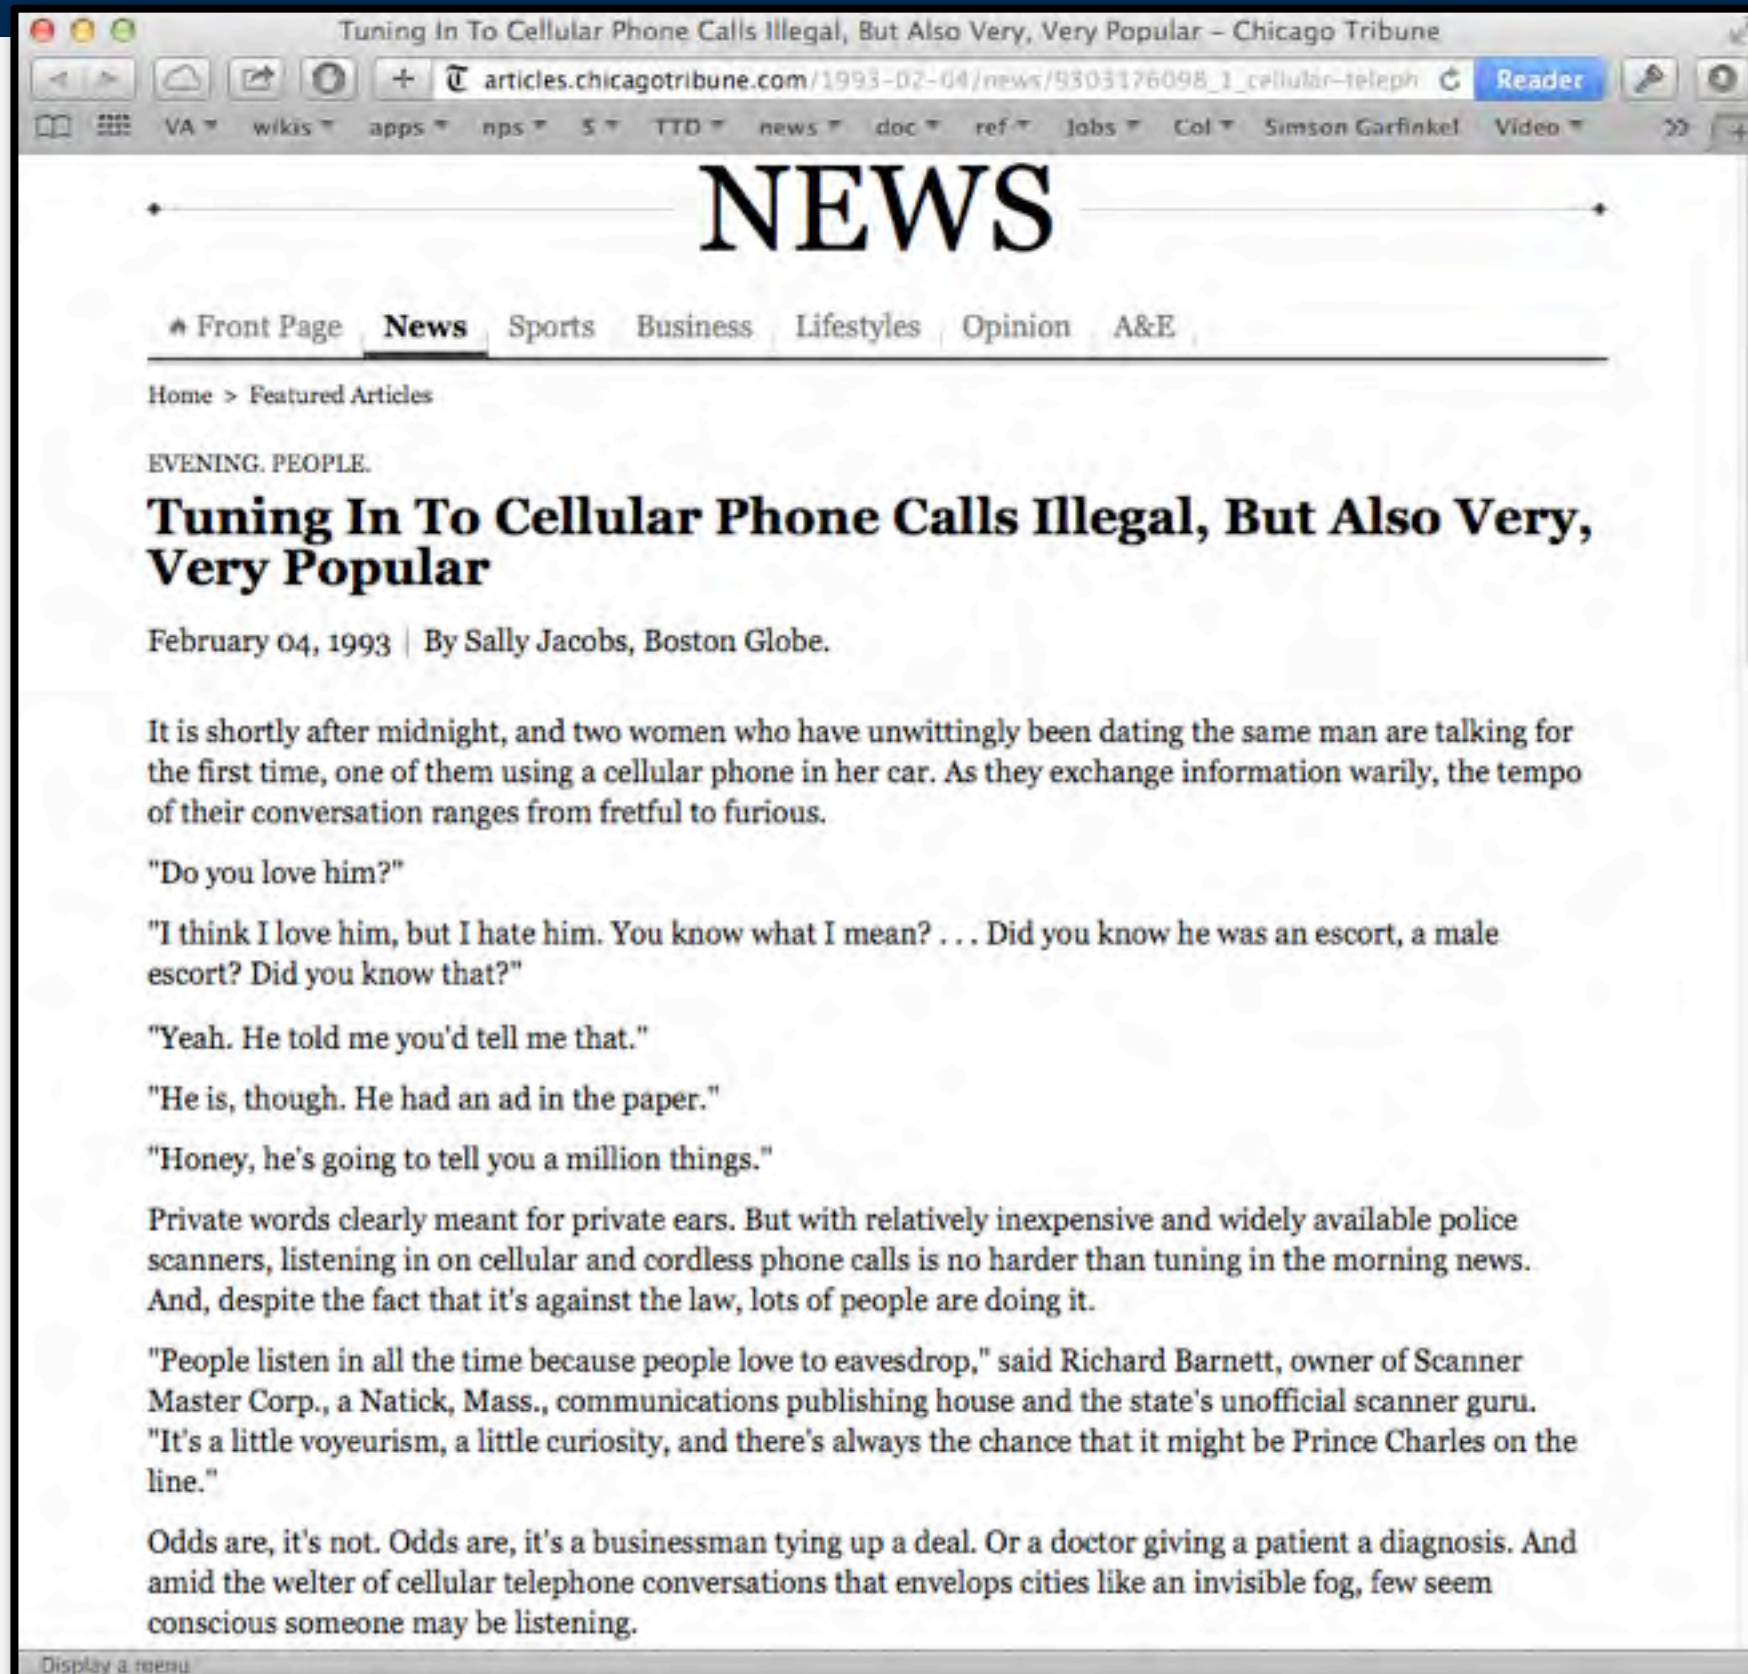 Tuning In To Cellular Phone Calls Illegal, But Also Very, Very Popular – Chicago Tribune
+ articles.chicagotribune.com/1993-02-04/news/9303176098_1_cellular-teleph Reader
VA wikis apps nps S TTD news doc ref Jobs Col Simson Garfinkel Video »
NEWS
Front Page News Sports Business Lifestyles Opinion A&E
Home > Featured Articles
EVENING. PEOPLE.
Tuning In To Cellular Phone Calls Illegal, But Also Very,
Very Popular
February 04, 1993 | By Sally Jacobs, Boston Globe.
It is shortly after midnight, and two women who have unwittingly been dating the same man are talking for
the first time, one of them using a cellular phone in her car. As they exchange information warily, the tempo
of their conversation ranges from fretful to furious.
"Do you love him?"
"I think I love him, but I hate him. You know what I mean? . . . Did you know he was an escort, a male
escort? Did you know that?"
"Yeah. He told me you'd tell me that."
"He is, though. He had an ad in the paper."
"Honey, he's going to tell you a million things."
Private words clearly meant for private ears. But with relatively inexpensive and widely available police
scanners, listening in on cellular and cordless phone calls is no harder than tuning in the morning news.
And, despite the fact that it's against the law, lots of people are doing it.
"People listen in all the time because people love to eavesdrop," said Richard Barnett, owner of Scanner
Master Corp., a Natick, Mass., communications publishing house and the state's unofficial scanner guru.
"It's a little voyeurism, a little curiosity, and there's always the chance that it might be Prince Charles on the
line."
Odds are, it's not. Odds are, it's a businessman tying up a deal. Or a doctor giving a patient a diagnosis. And
amid the welter of cellular telephone conversations that envelops cities like an invisible fog, few seem
conscious someone may be listening.
Display a menu